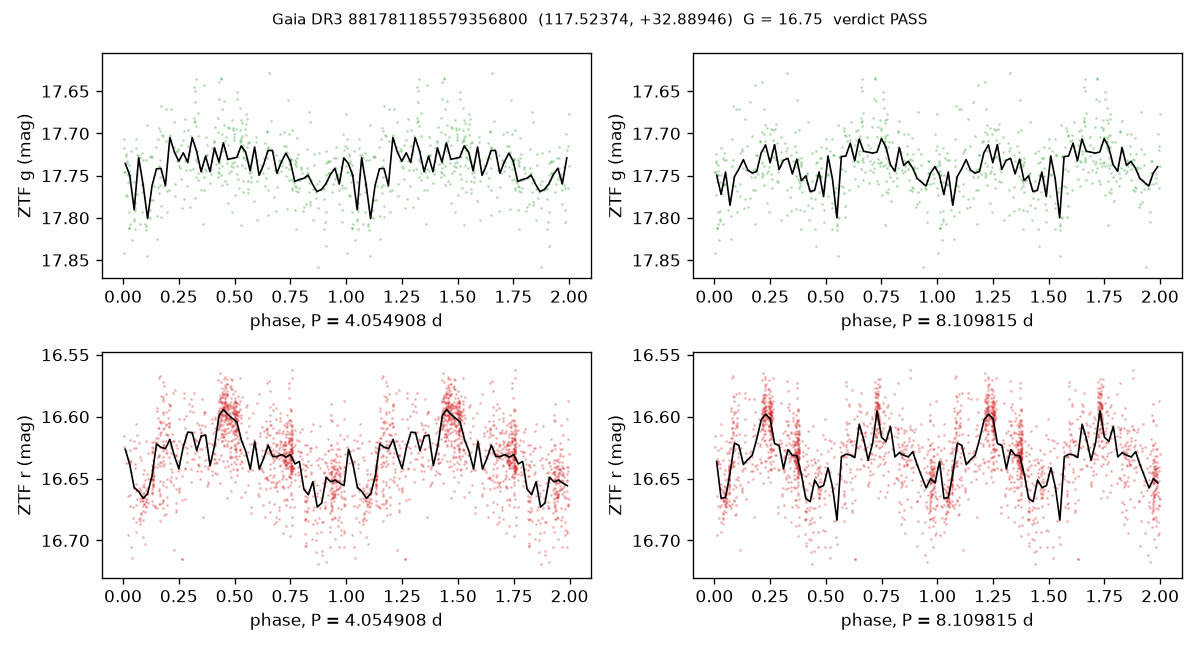 Gaia DR3 881781185579356800 (117.52374, +32.88946) G = 16.75 verdict PASS
ZTF g (mag)
17.65
17.70
17.75
17.80
17.85
0.00 0.25 0.50 0.75 1.00 1.25 1.50 1.75 2.00
phase, P = 4.054908 d
ZTF g (mag)
17.65
17.70
17.75
17.80
17.85
0.00 0.25 0.50 0.75 1.00 1.25 1.50 1.75 2.00
phase, P = 8.109815 d
ZTF r (mag)
16.55
16.60
16.65
16.70
0.00 0.25 0.50 0.75 1.00 1.25 1.50 1.75 2.00
phase, P = 4.054908 d
ZTF r (mag)
16.55
16.60
16.65
16.70
0.00 0.25 0.50 0.75 1.00 1.25 1.50 1.75 2.00
phase, P = 8.109815 d